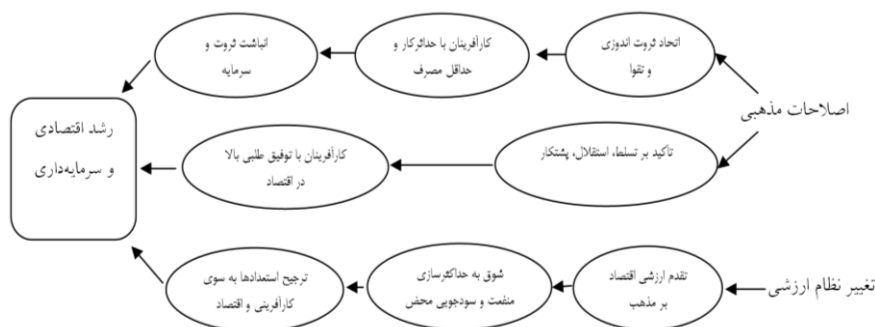 اصلاحات مذهبی
اتحاد ثروت اندوزی
و تقوا
کارآفرینان با حداثرکار و
حداقل مصرف
انباشت ثروت و
سرمایه
تأکید بر تسلط، استقلال، پشتکار
کارآفرینان با توفیق طلبی بالا
در اقتصاد
رشد اقتصادی
و سرمایه‌داری
تغییر نظام ارزشی
تقدم ارزشی اقتصاد
بر مذهب
شوق به حداکثرسازی
منفعت و سودجویی محض
ترجیح استعدادها به سوی
کارآفرینی و اقتصاد